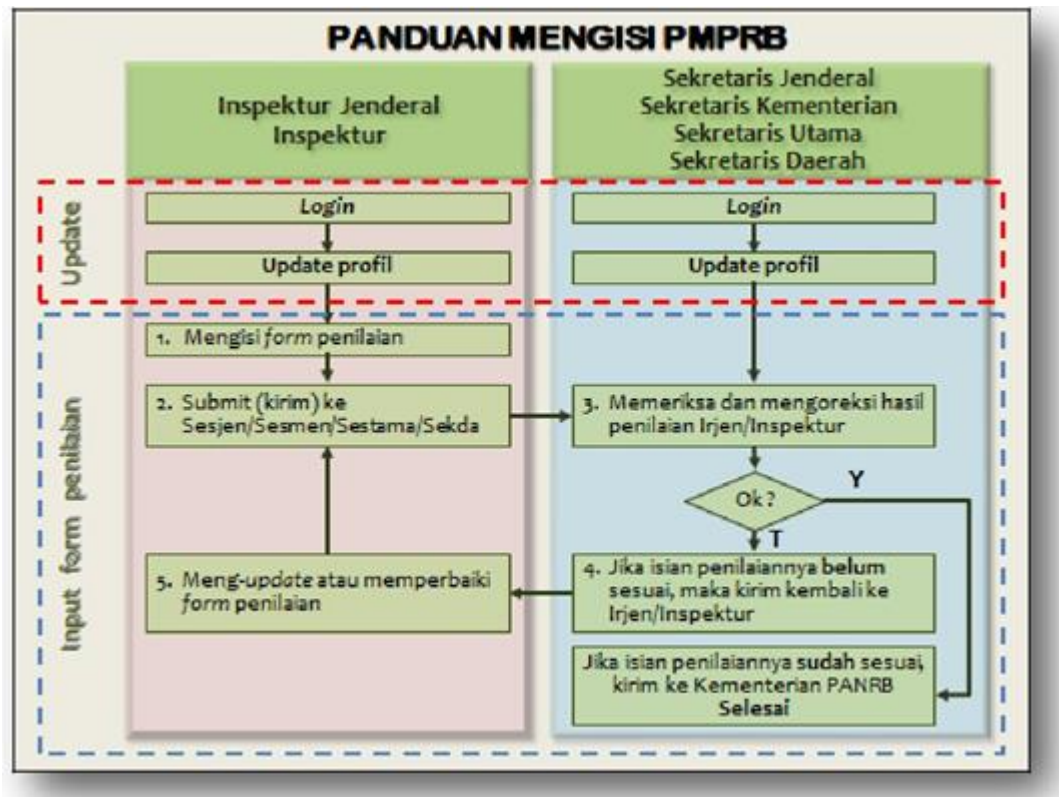 PANDUAN MENGISI PMPRB
Inspektur Jenderal
Inspektur
Sekretaris Jenderal
Sekretaris Kementerian
Sekretaris Utama
Sekretaris Daerah
Update
Login
Update profil
Login
Update profil
Input form penilaian
1. Mengisi form penilaian
2. Submit (kirim) ke
Sesjen/Sesmen/Sestama/Sekda
3. Memeriksa dan mengoreksi hasil
penilaian Irjen/Inspektur
Ok?
Y
T
4. Jika isian penilaiannya belum
sesuai, maka kirim kembali ke
Irjen/Inspektur
5. Meng-update atau memperbaiki
form penilaian
Jika isian penilaiannya sudah sesuai,
kirim ke Kementerian PANRB
Selesai